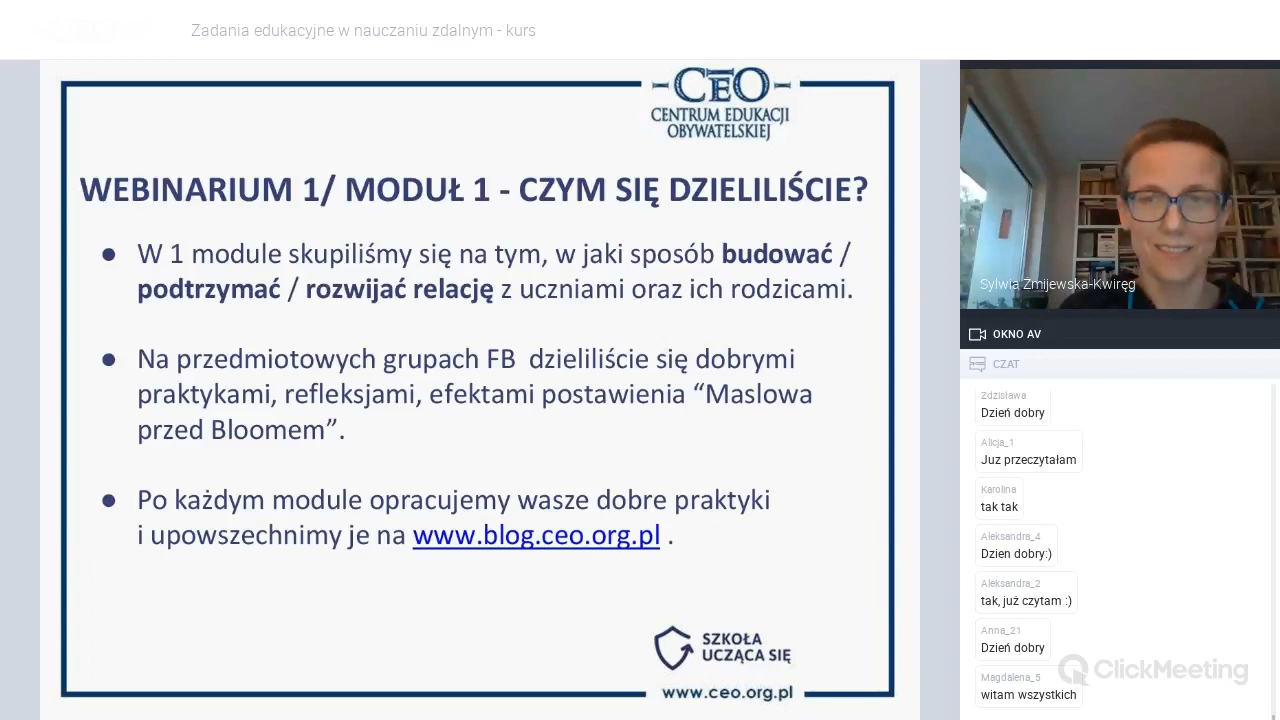 Zadania edukacyjne w nauczaniu zdalnym - kurs
CEO
CENTRUM EDUKACJI
OBYWATELSKIEJ
WEBINARIUM 1/ MODUŁ 1 - CZYM SIĘ DZIELILIŚCIE?
● W 1 module skupiliśmy się na tym, w jaki sposób budować /
podtrzymać / rozwijać relację z uczniami oraz ich rodzicami.
● Na przedmiotowych grupach FB dzieliliście się dobrymi
praktykami, refleksjami, efektami postawienia “Maslowa
przed Bloomem”.
● Po każdym module opracujemy wasze dobre praktyki
i upowszechnimy je na www.blog.ceo.org.pl .
SZKOŁA
UCZĄCA SIĘ
www.ceo.org.pl
Sylwia Zmijewska-Kwiręg
OKNO AV
CZAT
Zdzisława
Dzień dobry
Alicja_1
Juz przeczytałam
Karolina
tak tak
Aleksandra_4
Dzien dobry:)
Aleksandra_2
tak, już czytam :)
Anna_21
Dzień dobry
Magdalena_5
witam wszystkich
ClickMeeting